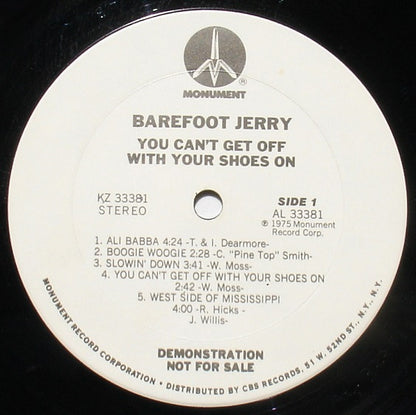 ®
MONUMENT
BAREFOOT JERRY
YOU CAN'T GET OFF
WITH YOUR SHOES ON
KZ 33381
STEREO
SIDE 1
AL 33381
℗ 1975 Monument
Record Corp.
1. ALI BABBA 4:24 -T. & I. Dearmore-
2. BOOGIE WOOGIE 2:28 -C. "Pine Top" Smith-
3. SLOWIN' DOWN 3:41 -W. Moss-
4. YOU CAN'T GET OFF WITH YOUR SHOES ON
2:42 -W. Moss-
5. WEST SIDE OF MISSISSIPPI
4:00 -R. Hicks -
J. Willis-
DEMONSTRATION
NOT FOR SALE
MONUMENT RECORD CORPORATION • DISTRIBUTED BY CBS RECORDS, 51 W. 52ND ST., N.Y., N.Y.